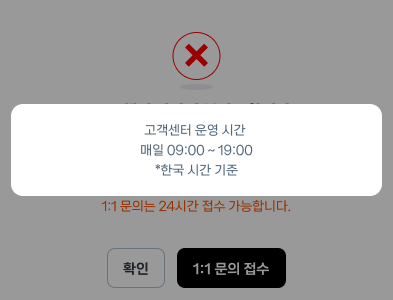 고객센터 운영 시간
매일 09:00 ~ 19:00
*한국 시간 기준
1:1 문의는 24시간 접수 가능합니다.
확인
1:1 문의 접수